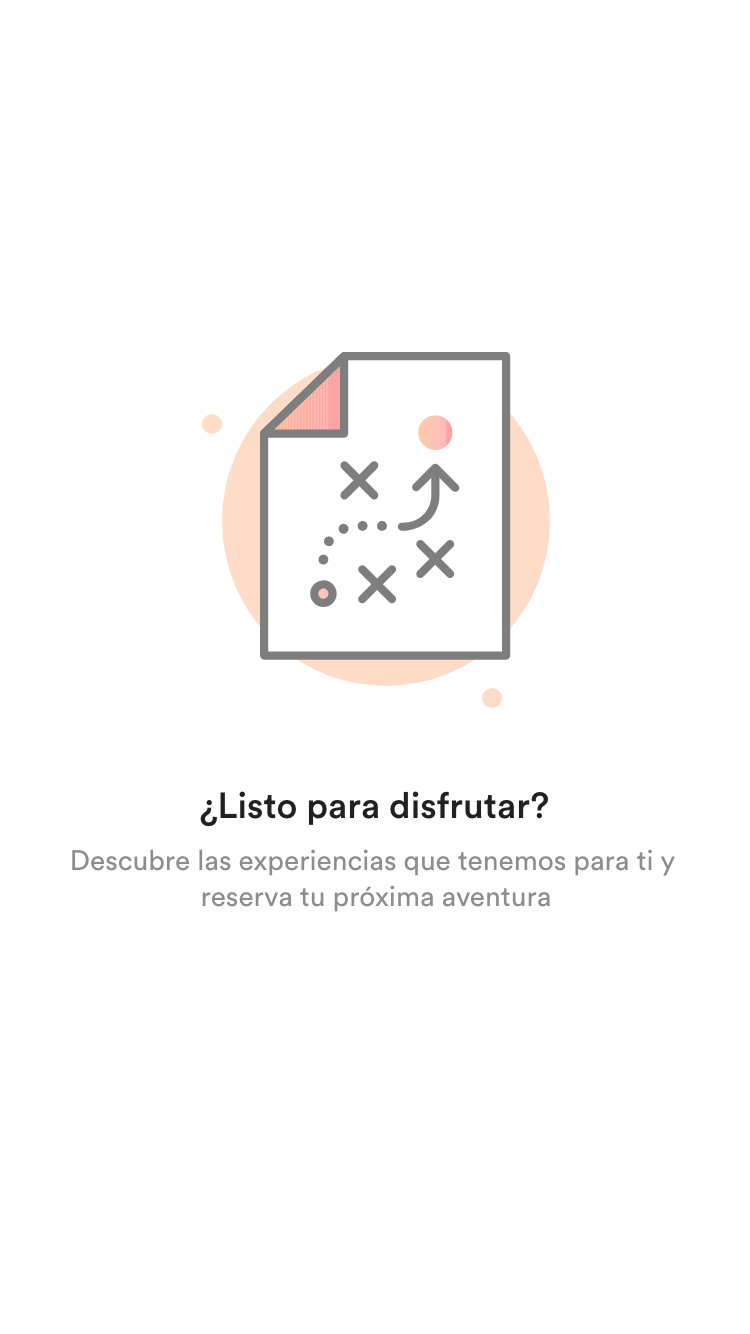 ¿Listo para disfrutar?
Descubre las experiencias que tenemos para ti y
reserva tu próxima aventura